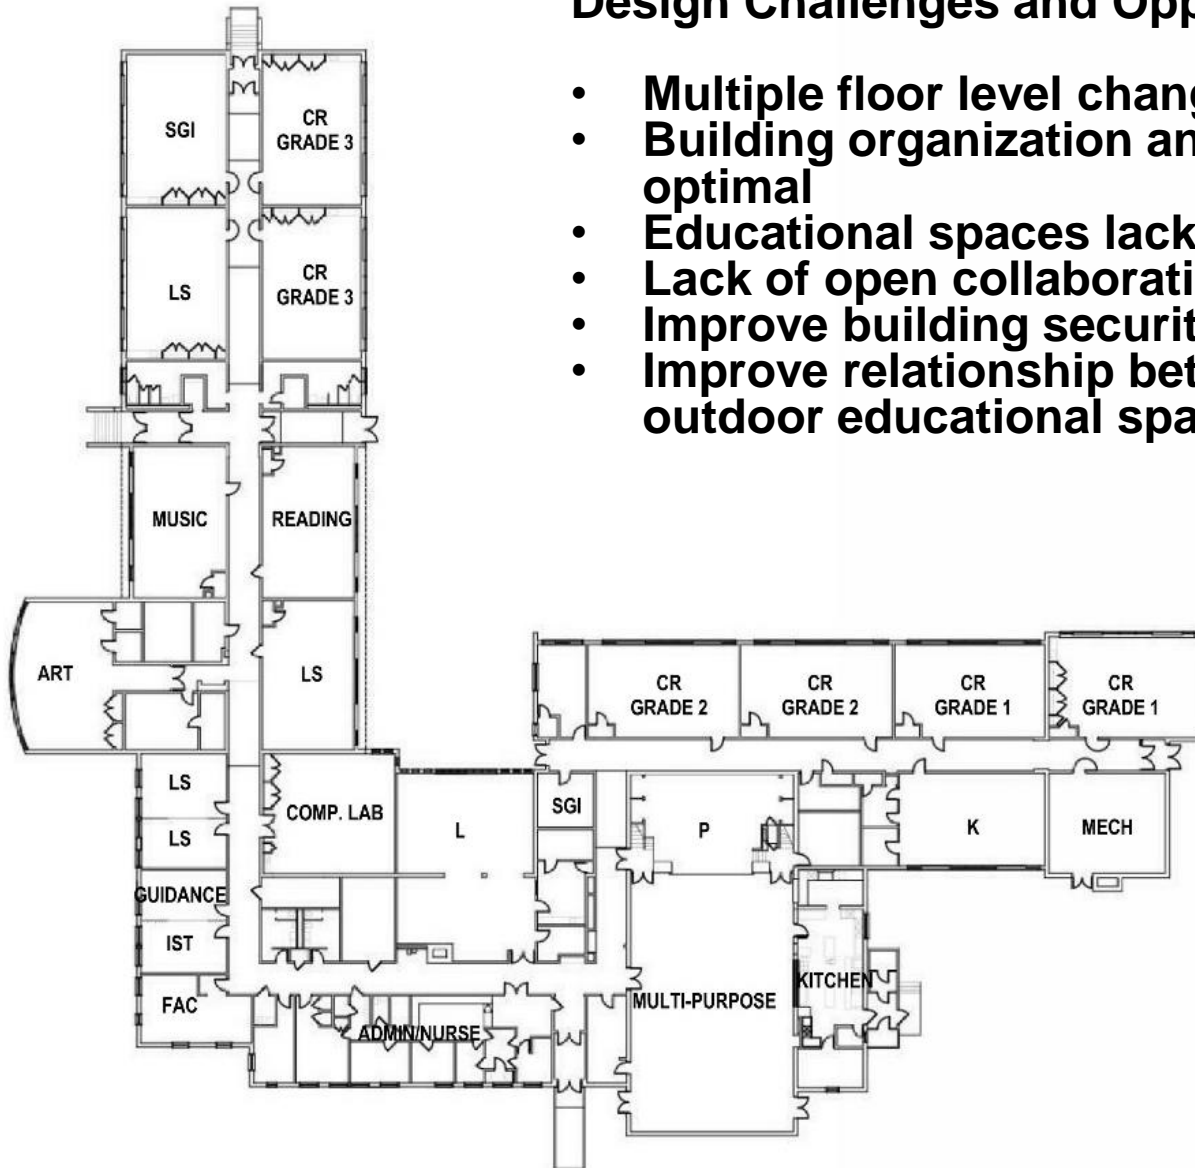 Design Challenges and Opp
• Multiple floor level chang
• Building organization an
optimal
• Educational spaces lack
• Lack of open collaborati
• Improve building securit
• Improve relationship bet
outdoor educational spa
SGI
CR
GRADE 3
LS
CR
GRADE 3
MUSIC
READING
ART
LS
CR
GRADE 2
CR
GRADE 2
CR
GRADE 1
CR
GRADE 1
LS
LS
COMP. LAB
L
SGI
P
K
MECH
GUIDANCE
IST
FAC
ADMIN/NURSE
MULTI-PURPOSE
KITCHEN